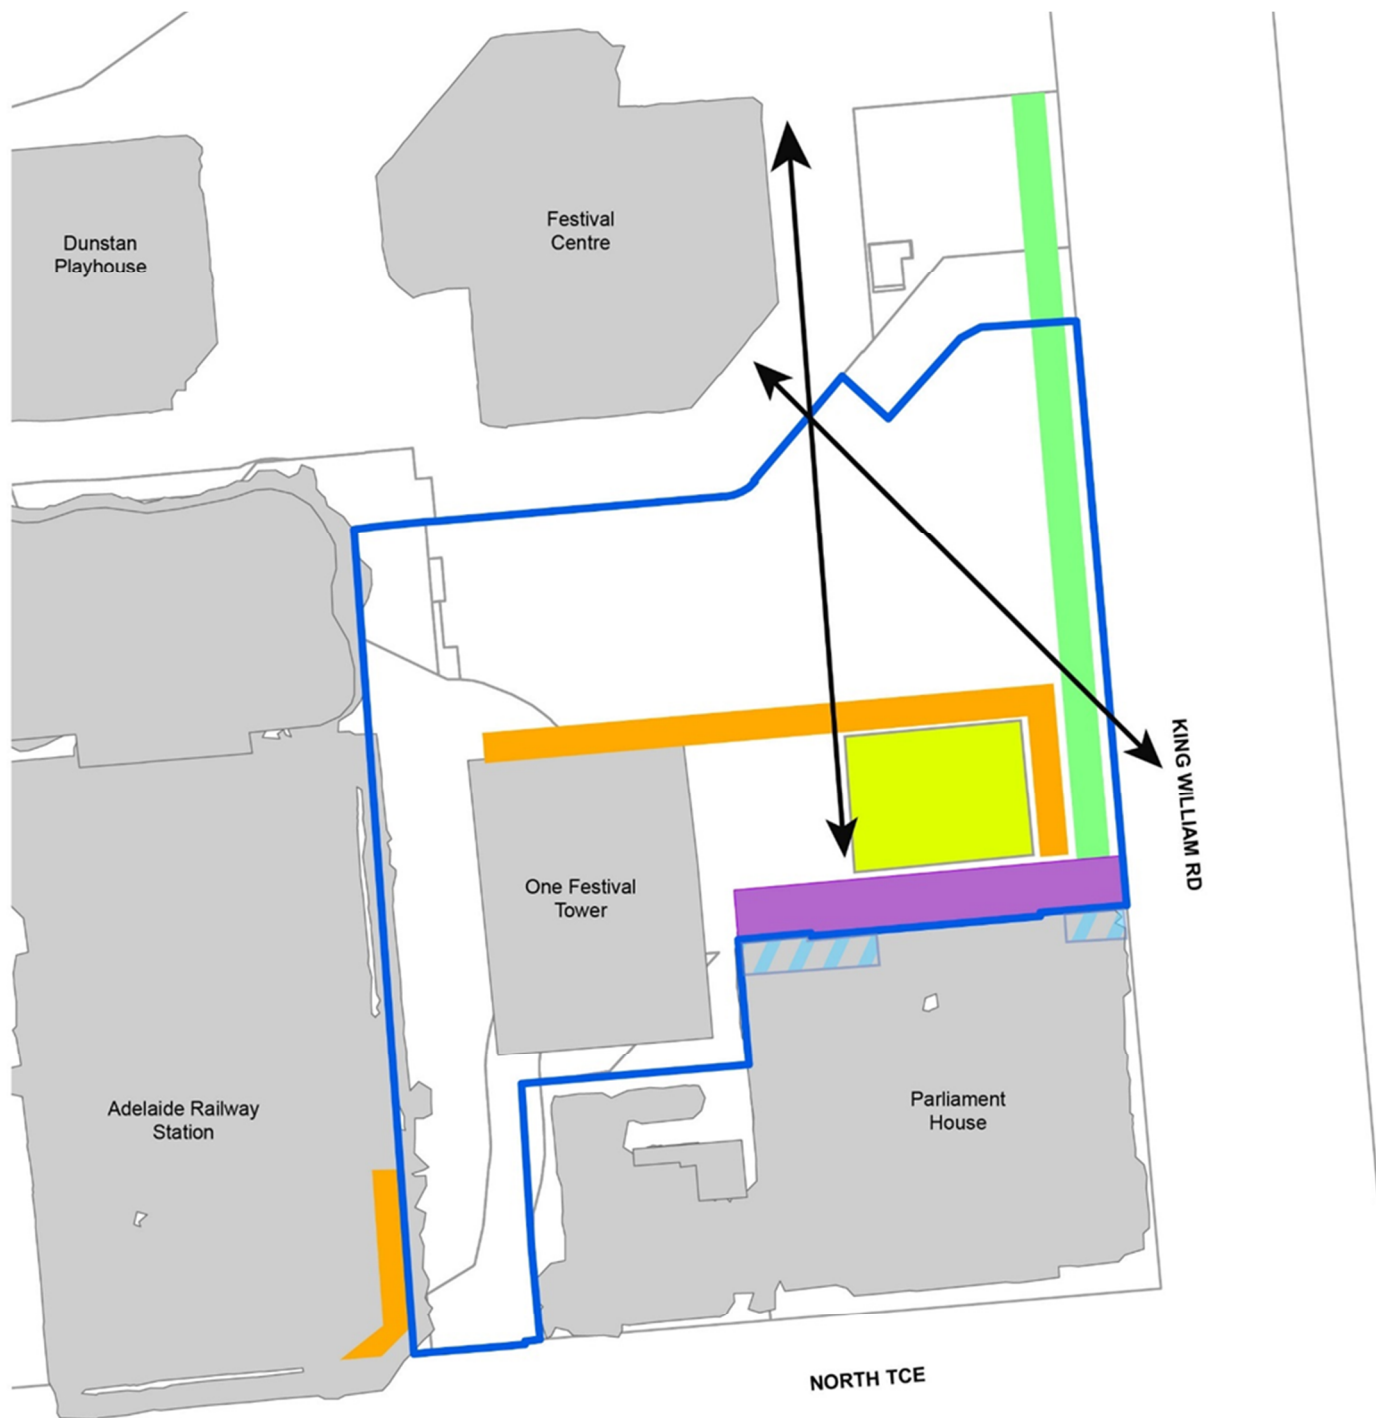 Festival
Centre
Dunstan
Playhouse
KING WILLIAM RD
One Festival
Tower
Parliament
House
Adelaide Railway
Station
NORTH TCE